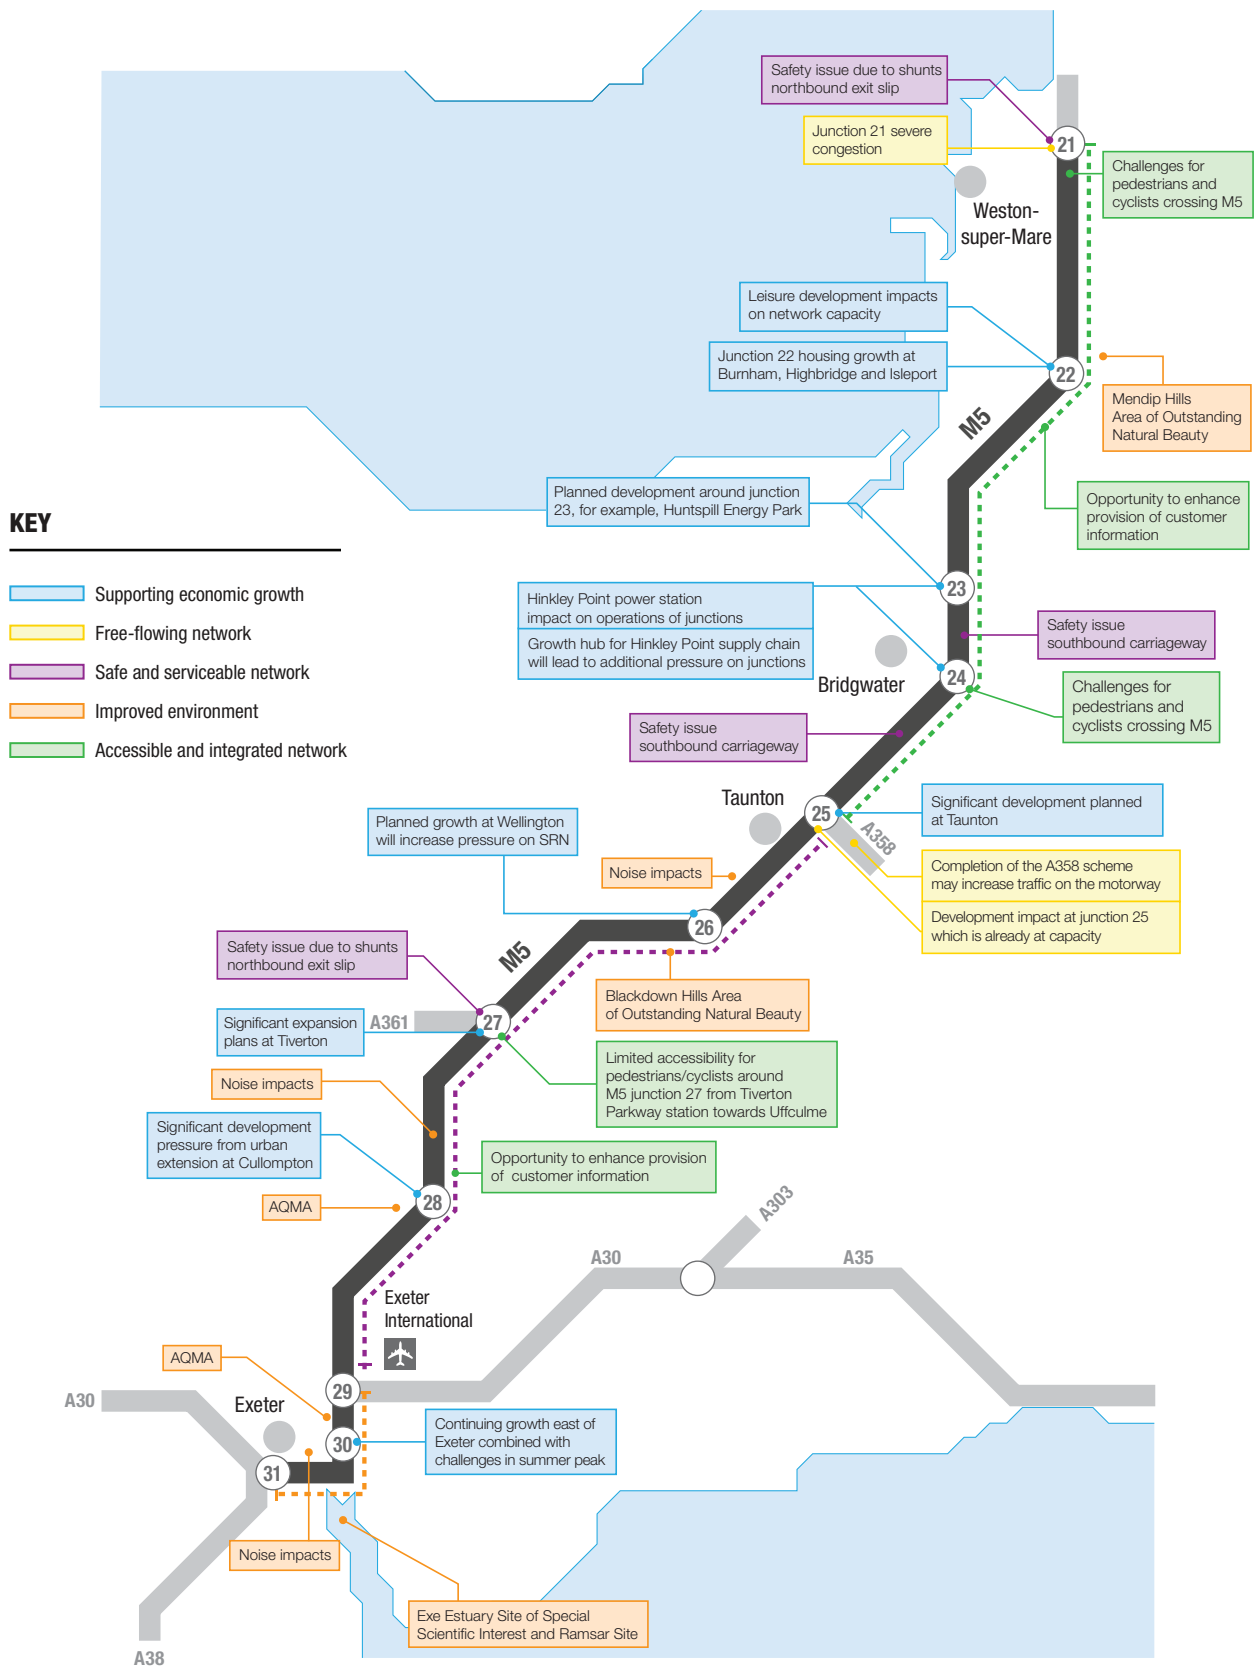 Safety issue due to shunts
northbound exit slip
Junction 21 severe
congestion
21
Challenges for
pedestrians and
cyclists crossing M5
Weston-
super-Mare
Leisure development impacts
on network capacity
Junction 22 housing growth at
Burnham, Highbridge and Isleport
22
Mendip Hills
Area of Outstanding
Natural Beauty
M5
Planned development around junction
23, for example, Huntspill Energy Park
Opportunity to enhance
provision of customer
information
KEY
Supporting economic growth
Free-flowing network
Safe and serviceable network
Improved environment
Accessible and integrated network
23
Hinkley Point power station
impact on operations of junctions
Growth hub for Hinkley Point supply chain
will lead to additional pressure on junctions
Safety issue
southbound carriageway
Bridgwater
24
Challenges for
pedestrians and
cyclists crossing M5
Safety issue
southbound carriageway
Taunton
25
A358
Significant development planned
at Taunton
Planned growth at Wellington
will increase pressure on SRN
Noise impacts
Completion of the A358 scheme
may increase traffic on the motorway
Development impact at junction 25
which is already at capacity
26
M5
Safety issue due to shunts
northbound exit slip
Blackdown Hills Area
of Outstanding Natural Beauty
A361
27
Significant expansion
plans at Tiverton
Limited accessibility for
pedestrians/cyclists around
M5 junction 27 from Tiverton
Parkway station towards Uffculme
Noise impacts
Significant development
pressure from urban
extension at Cullompton
Opportunity to enhance provision
of customer information
28
AQMA
A303
A30
A35
Exeter
International
AQMA
29
A30
Exeter
30
Continuing growth east of
Exeter combined with
challenges in summer peak
31
Noise impacts
Exe Estuary Site of Special
Scientific Interest and Ramsar Site
A38